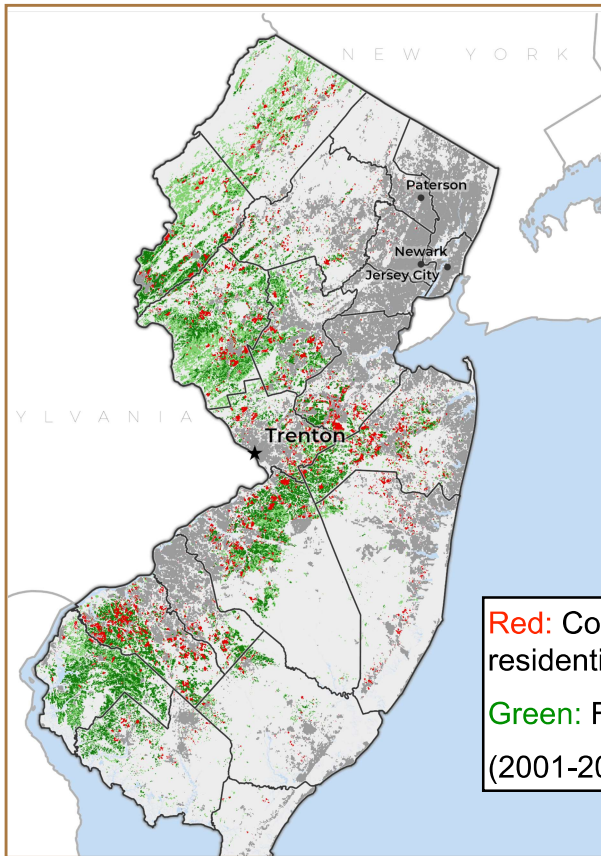 NEW YORK
Paterson
Newark
Jersey City
YLVANIA
Trenton
Red: Co
residenti
Green:
(2001-20